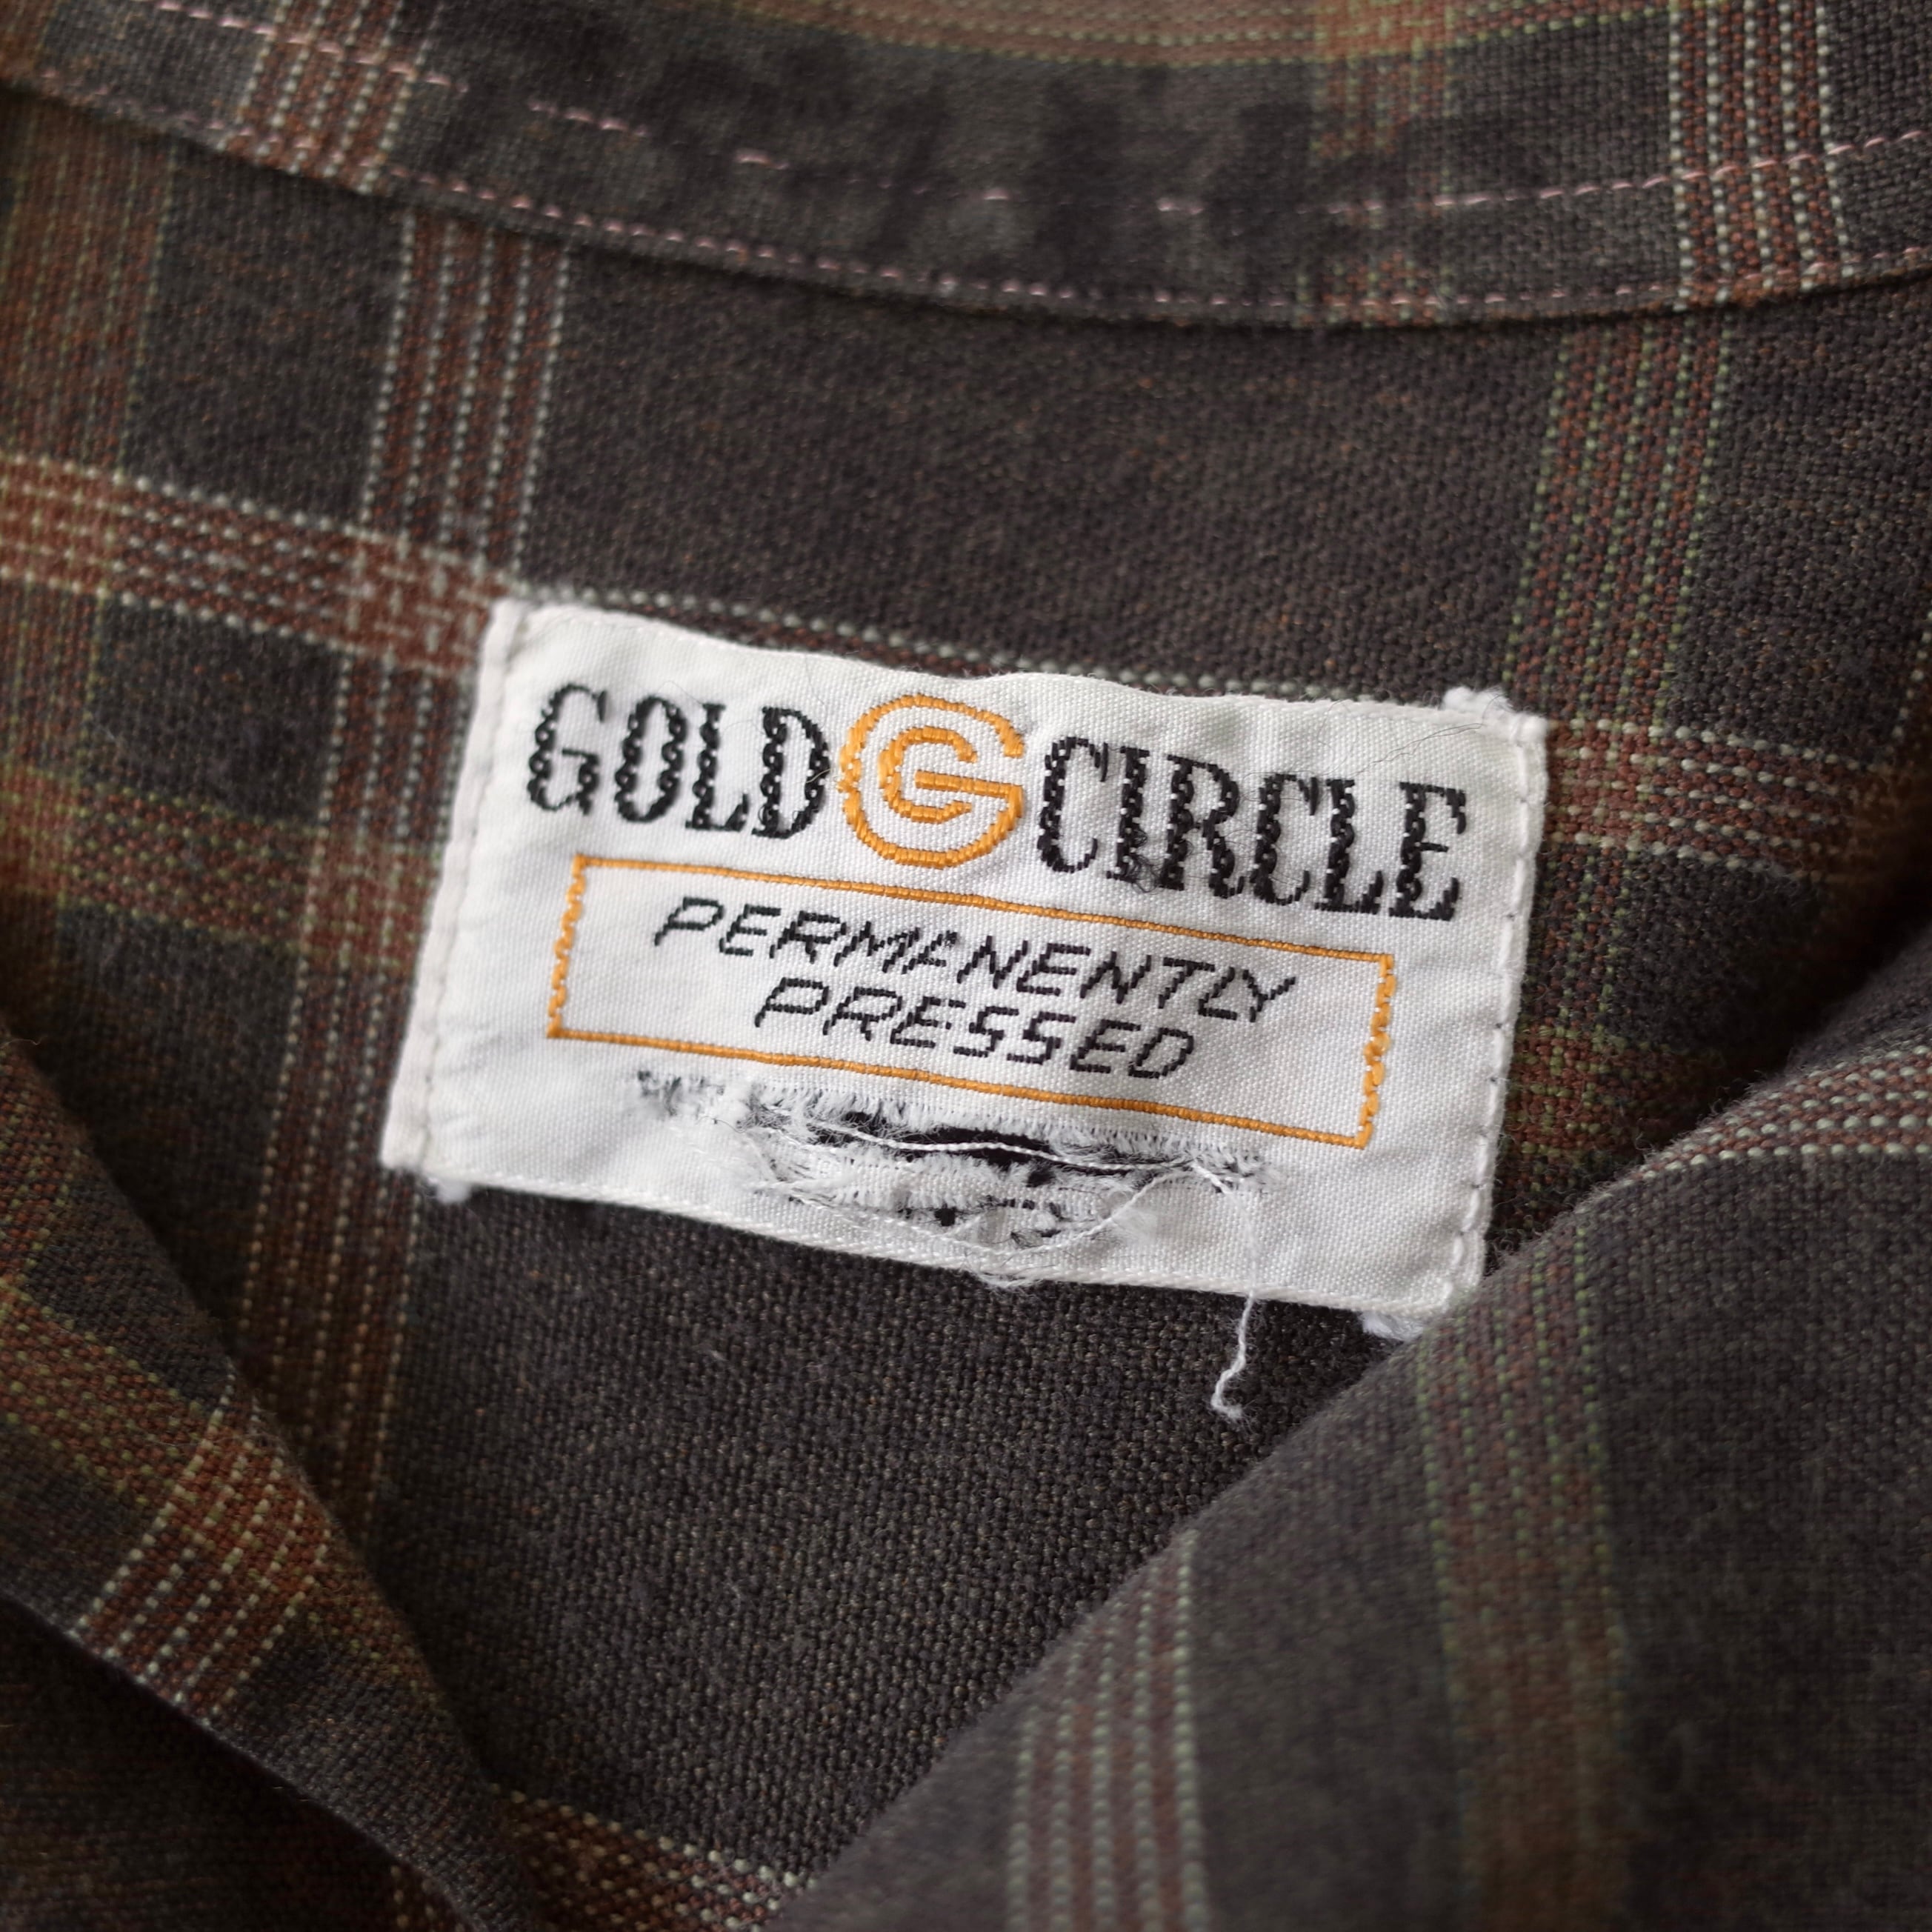 GOLD G CIRCLE
PERMANENTLY
PRESSED